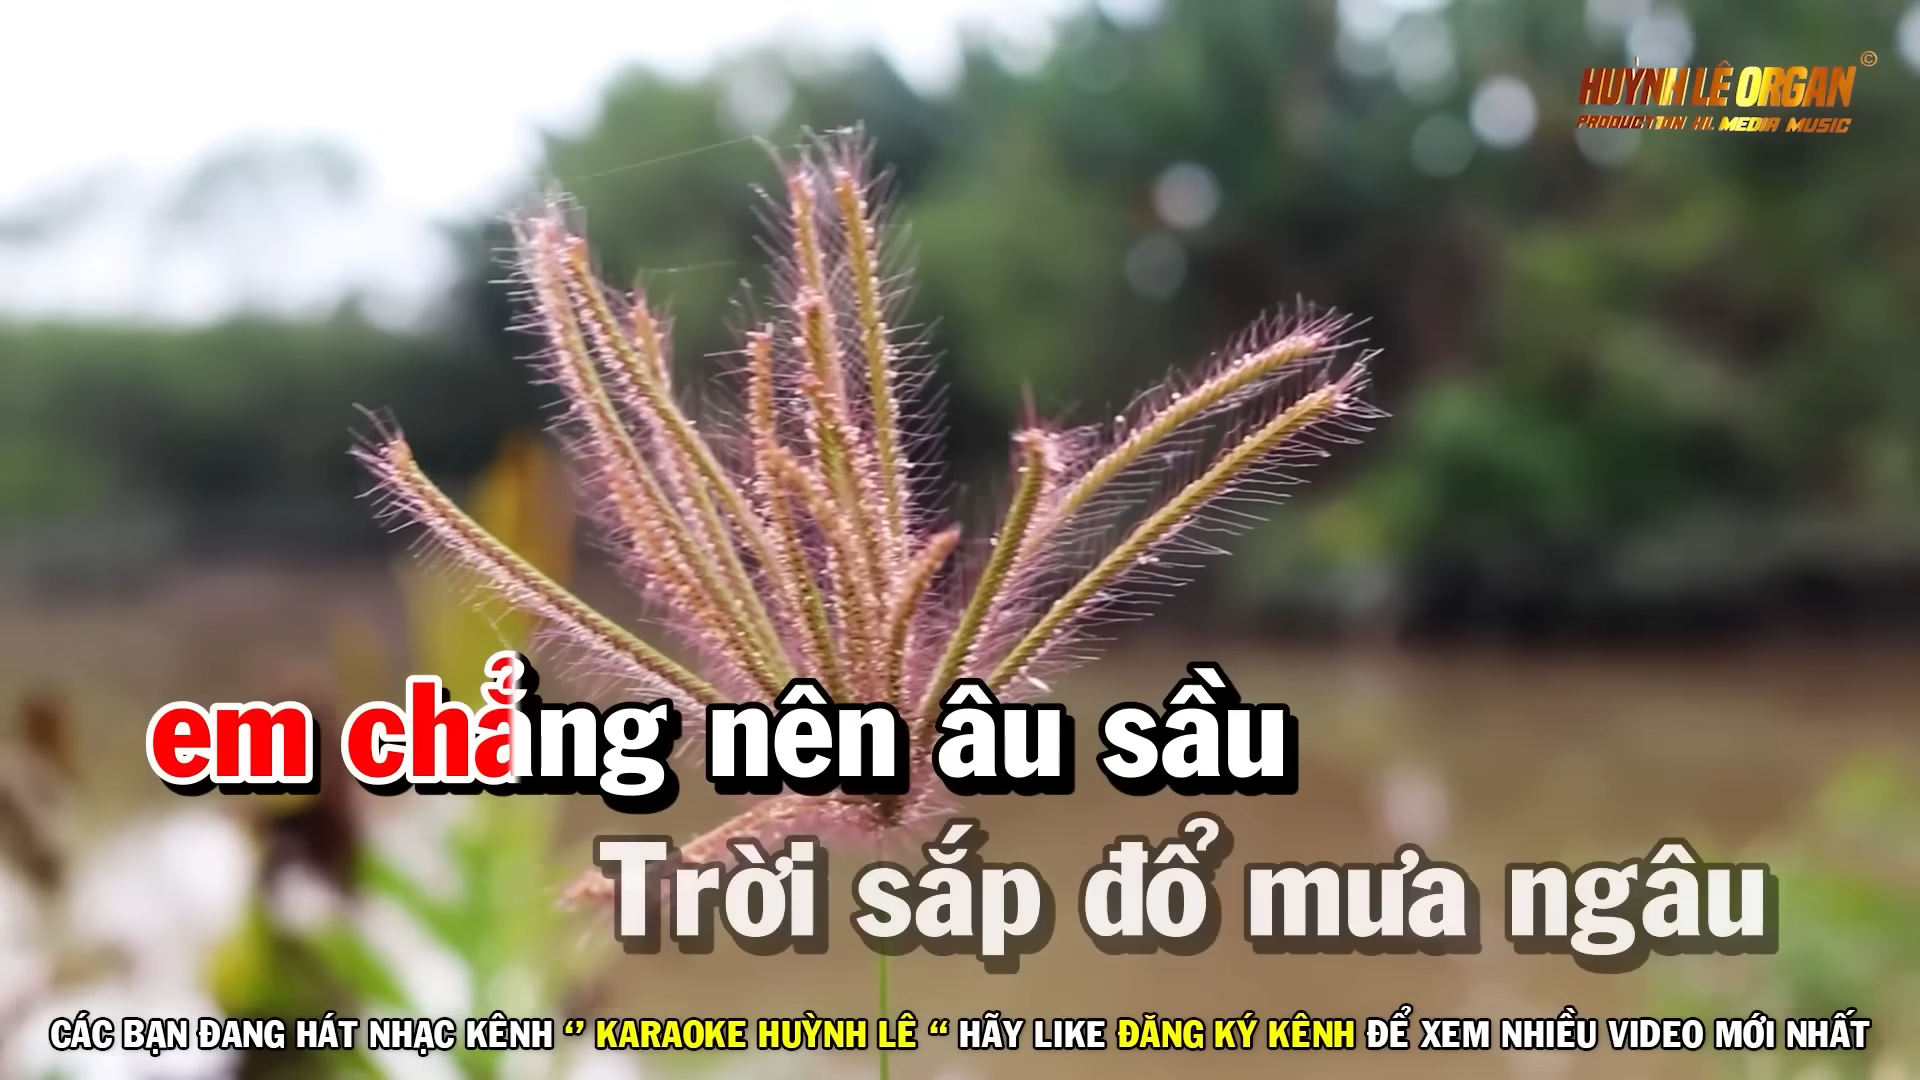 HUỲNH LÊ ORGAN ©
PRODUCTION HL MEDIA MUSIC
em chẳng nên âu sầu
Trời sắp đổ mưa ngâu
CÁC BẠN ĐANG HÁT NHẠC KÊNH ‘’ KARAOKE HUỲNH LÊ “ HÃY LIKE ĐĂNG KÝ KÊNH ĐỂ XEM NHIỀU VIDEO MỚI NHẤT